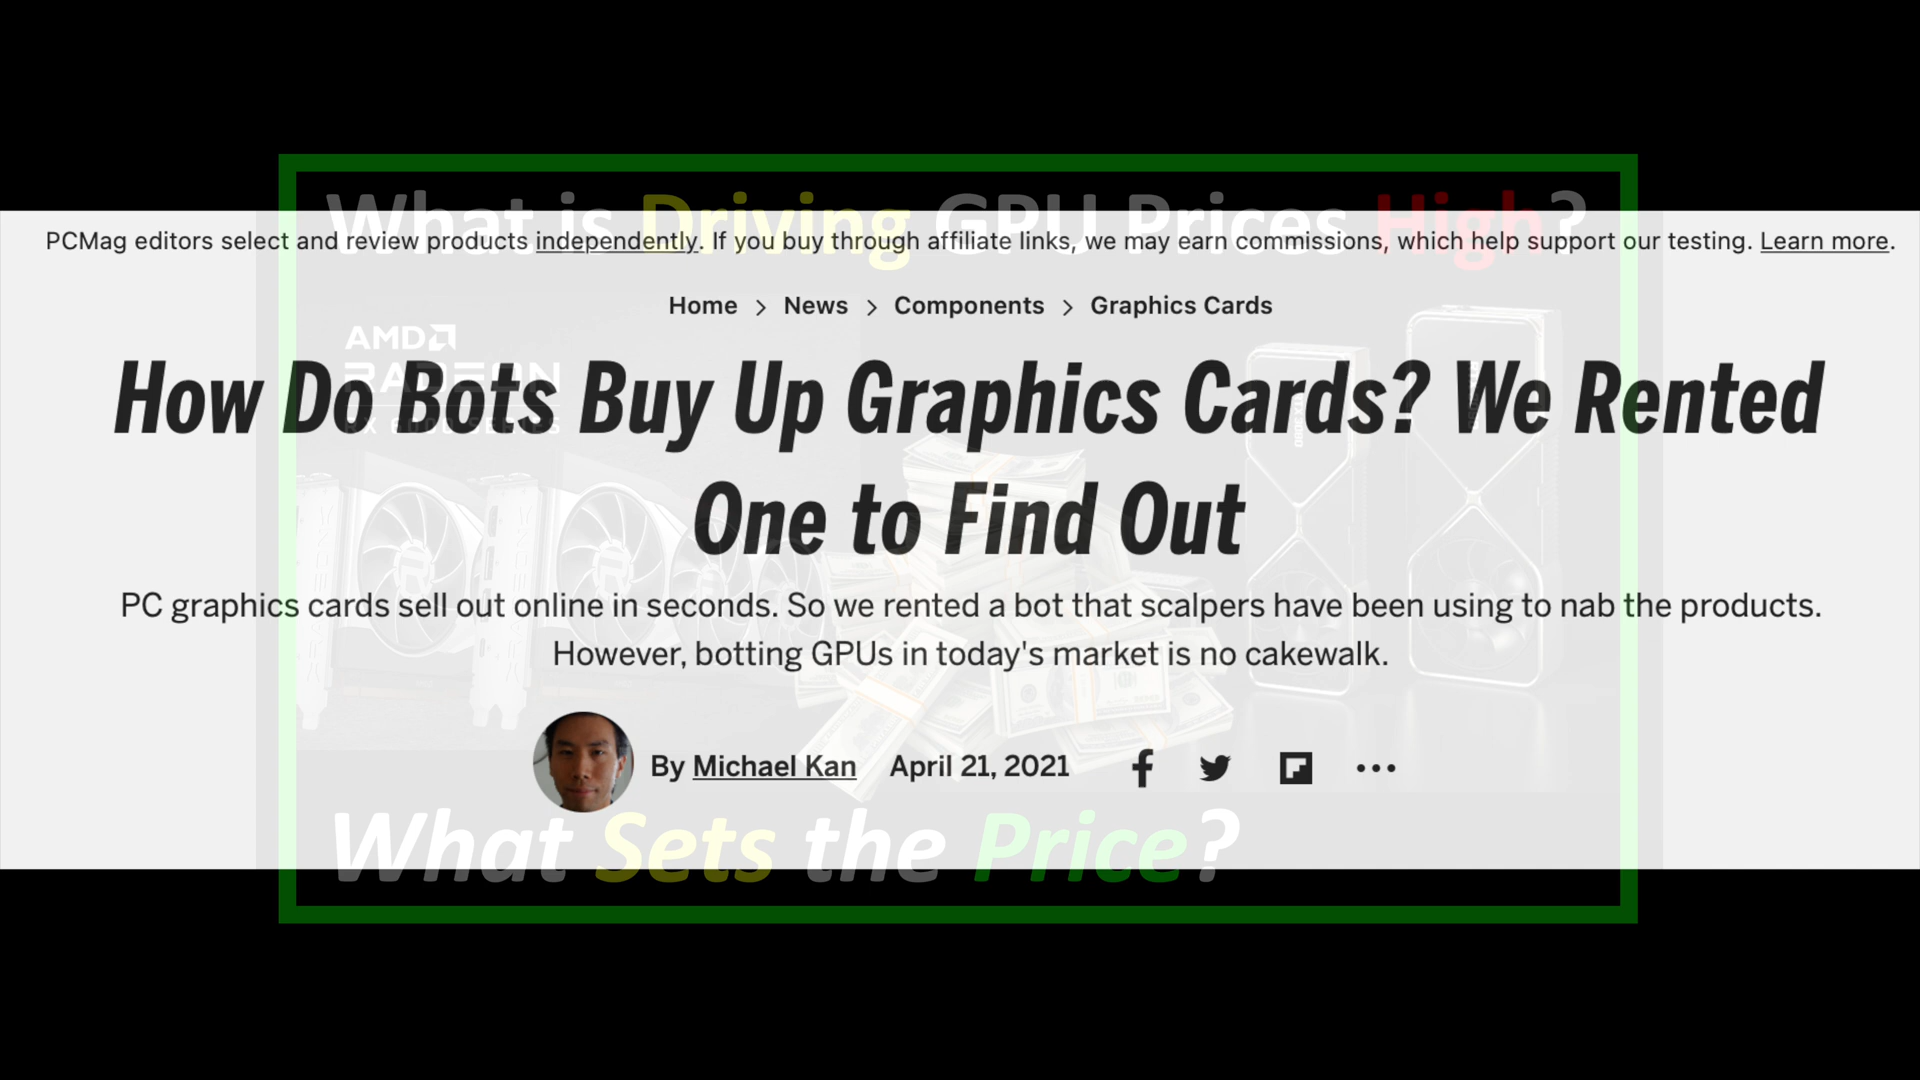 What is Driving GPU Prices High?
PCMag editors select and review products independently. If you buy through affiliate links, we may earn commissions, which help support our testing. Learn more.
Home > News > Components > Graphics Cards
AMD
RADEON
RX 6000 SERIES
How Do Bots Buy Up Graphics Cards? We Rented
One to Find Out
PC graphics cards sell out online in seconds. So we rented a bot that scalpers have been using to nab the products.
However, botting GPUs in today's market is no cakewalk.
By Michael Kan April 21, 2021
What Sets the Price?